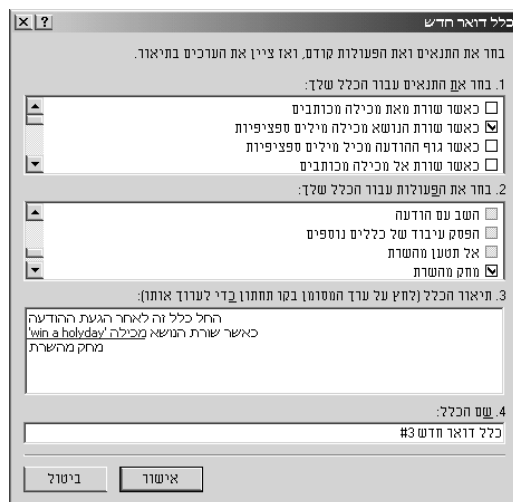 כלל דואר חדש
בחר את התנאים ואת הפעולות קודם, ואז ציין את הערכים בתיאור.
1. בחר את התנאים עבור הכלל שלך:
כאשר שורת מאת מכילה מכותבים
כאשר שורת הנושא מכילה מילים ספציפיות
כאשר גוף ההודעה מכיל מילים ספציפיות
כאשר שורת אל מכילה מכותבים
2. בחר את הפעולות עבור הכלל שלך:
השב עם הודעה
הפסק עיבוד של כללים נוספים
אל תטען מהשרת
מחק מהשרת
3. תיאור הכלל (לחץ על ערך המסומן בקו תחתון כדי לערוך אותו):
החל כלל זה לאחר הגעת ההודעה
כאשר שורת הנושא מכילה 'win a holyday'
מחק מהשרת
4. שם הכלל:
כלל דואר חדש #3
אישור
ביטול